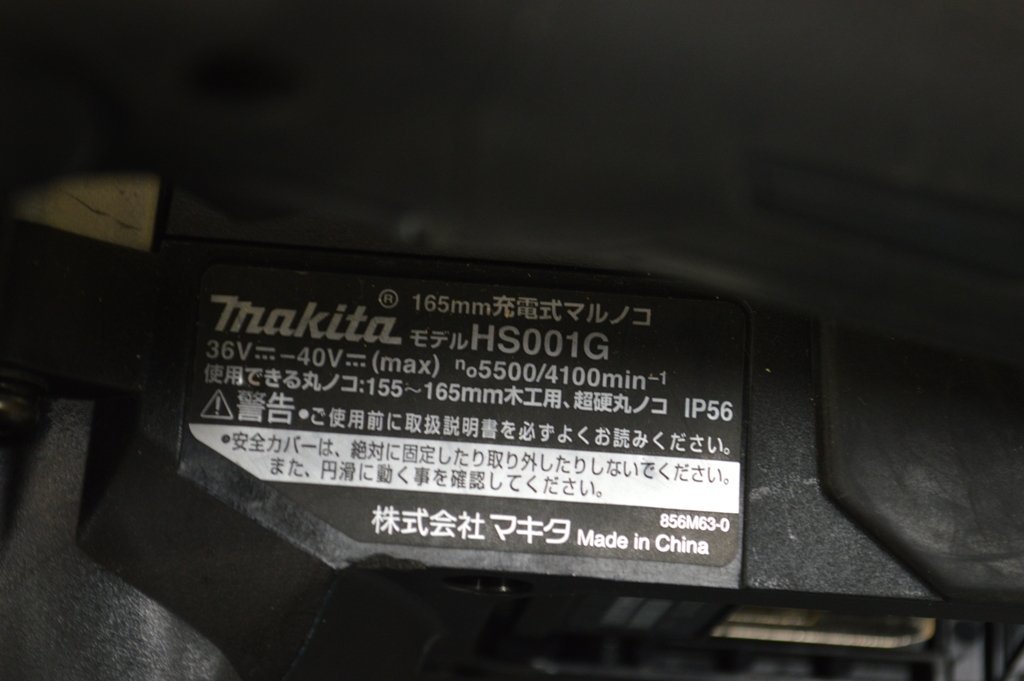 makita® 165mm充電式マルノコ
モデルHS001G
36V⎓-40V⎓(max) n₀5500/4100min⁻¹
使用できる丸ノコ:155～165mm木工用、超硬丸ノコ IP56
⚠警告●ご使用前に取扱説明書を必ずよくお読みください。
●安全カバーは、絶対に固定したり取り外したりしないでください。
また、円滑に動く事を確認してください。
856M63-0
株式会社マキタ Made in China